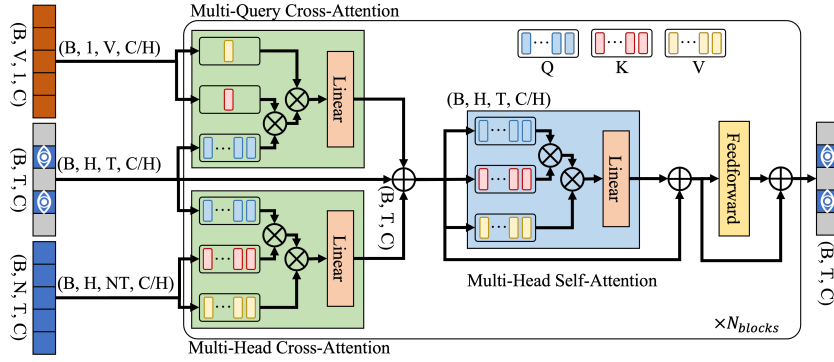 Multi-Query Cross-Attention
(B, V, 1, C)
(B, 1, V, C/H)
Linear
Q
K
V
(B, T, C)
(B, H, T, C/H)
(B, H, T, C/H)
Linear
Feedforward
(B, T, C)
(B, T, C)
(B, N, T, C)
(B, H, NT, C/H)
Linear
Multi-Head Self-Attention
×N_blocks
Multi-Head Cross-Attention